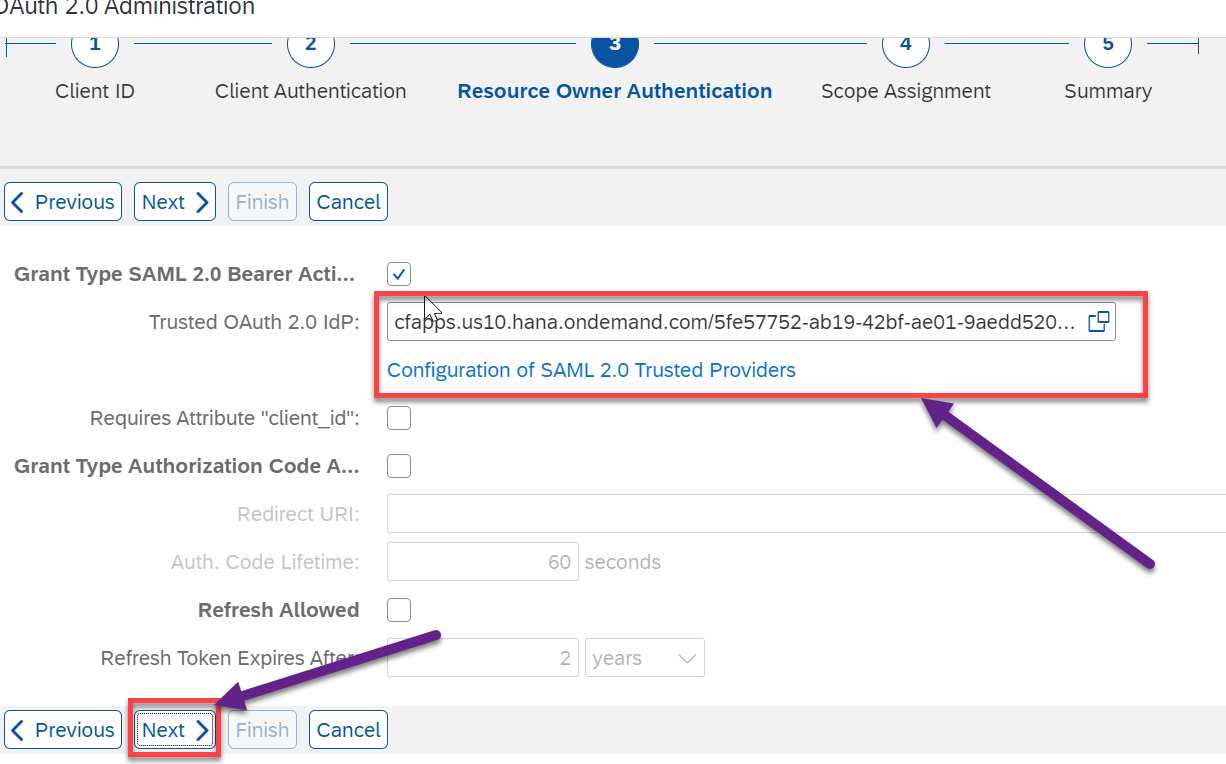 OAuth 2.0 Administration
1 2 3 4 5
Client ID Client Authentication Resource Owner Authentication Scope Assignment Summary
Previous Next Finish Cancel
Grant Type SAML 2.0 Bearer Acti...
Trusted OAuth 2.0 IdP: cfapps.us10.hana.ondemand.com/5fe57752-ab19-42bf-ae01-9aedd520...
Configuration of SAML 2.0 Trusted Providers
Requires Attribute "client_id":
Grant Type Authorization Code A...
Redirect URI:
Auth. Code Lifetime: 60 seconds
Refresh Allowed
Refresh Token Expires After: 2 years
Previous Next Finish Cancel